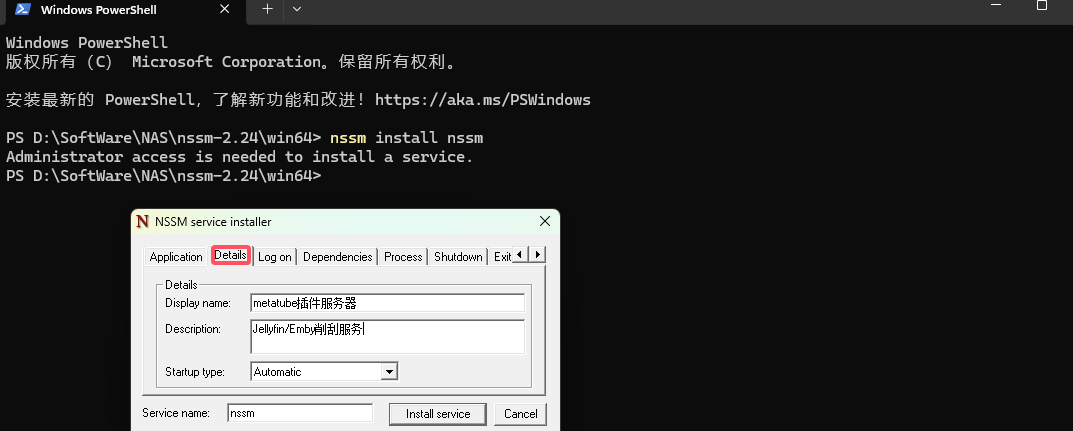 Windows PowerShell
Windows PowerShell
版权所有（C） Microsoft Corporation。保留所有权利。
安装最新的 PowerShell，了解新功能和改进！https://aka.ms/PSWindows
PS D:\SoftWare\NAS\nssm-2.24\win64> nssm install nssm
Administrator access is needed to install a service.
PS D:\SoftWare\NAS\nssm-2.24\win64>
N NSSM service installer
Application Details Log on Dependencies Process Shutdown Exit
Details
Display name: metatube插件服务器
Description: Jellyfin/Emby削刮服务
Startup type: Automatic
Service name: nssm Install service Cancel